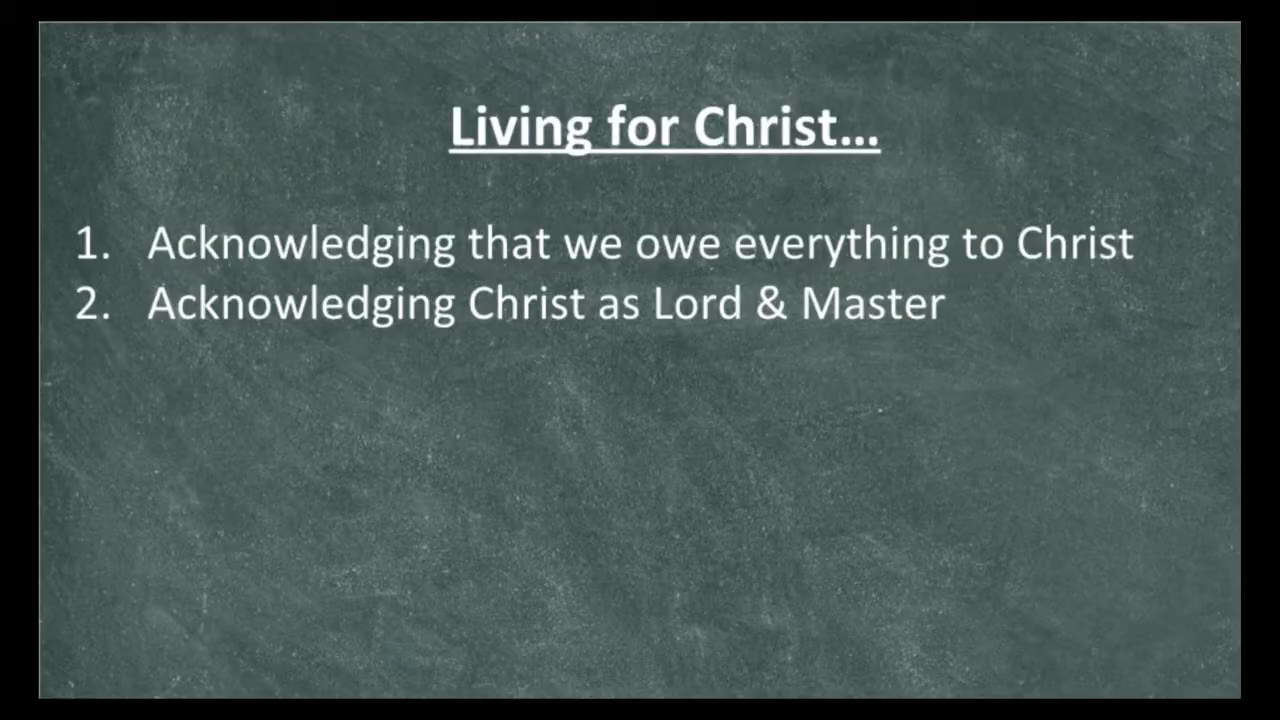 Living for Christ...
1. Acknowledging that we owe everything to Christ
2. Acknowledging Christ as Lord & Master